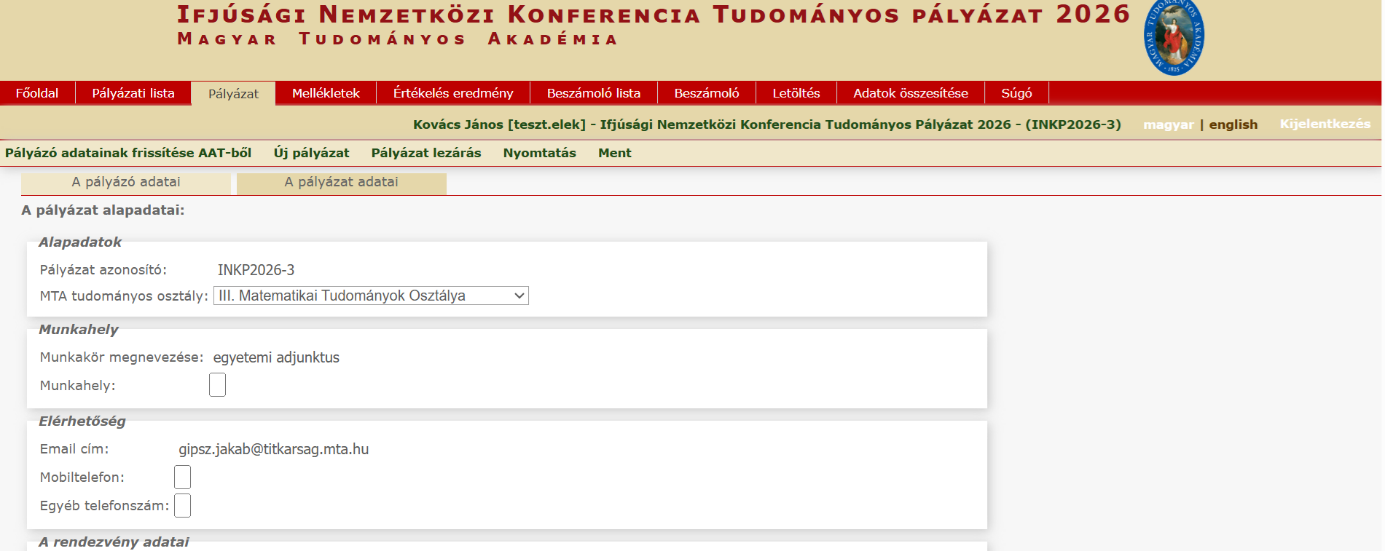 Ifjúsági Nemzetközi Konferencia Tudományos pályázat 2026
Magyar Tudományos Akadémia
MAGYAR TUDOMÁNYOS AKADÉMIA · 1825 ·
Főoldal Pályázati lista Pályázat Mellékletek Értékelés eredmény Beszámoló lista Beszámoló Letöltés Adatok összesítése Súgó
Kovács János [teszt.elek] - Ifjúsági Nemzetközi Konferencia Tudományos Pályázat 2026 - (INKP2026-3) magyar | english Kijelentkezés
Pályázó adatainak frissítése AAT-ből Új pályázat Pályázat lezárás Nyomtatás Ment
A pályázó adatai A pályázat adatai
A pályázat alapadatai:
Alapadatok
Pályázat azonosító: INKP2026-3
MTA tudományos osztály: III. Matematikai Tudományok Osztálya
Munkahely
Munkakör megnevezése: egyetemi adjunktus
Munkahely:
Elérhetőség
Email cím: gipsz.jakab@titkarsag.mta.hu
Mobiltelefon:
Egyéb telefonszám:
A rendezvény adatai